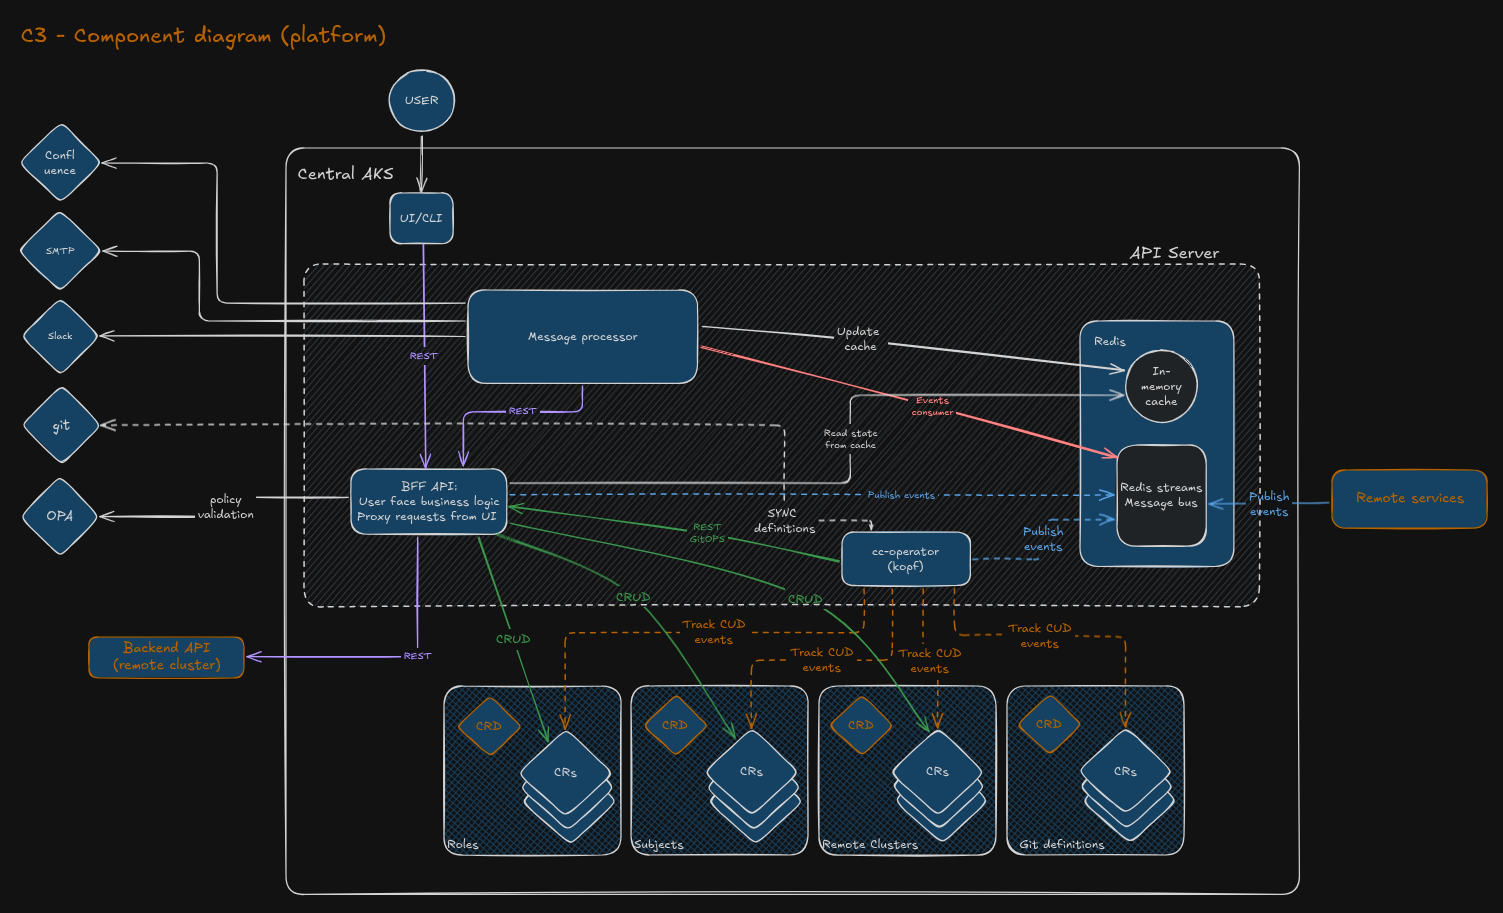 C3 - Component diagram (platform)
USER
Confl
uence
Central AKS
UI/CLI
SMTP
API Server
Slack
Message processor
Update
cache
Redis
In-
memory
cache
REST
REST
Events
consumer
git
Read state
from cache
BFF API:
User face business logic
Proxy requests from UI
OPA
policy
validation
Publish events
Redis streams
Message bus
Publish
events
Remote services
SYNC
definitions
REST
GitOPS
cc-operator
(kopf)
Publish
events
CRUD
CRUD
CRUD
Track CUD
events
Track CUD
events
Track CUD
events
Track CUD
events
Backend API
(remote cluster)
REST
CRD
CRs
Roles
CRD
CRs
Subjects
CRD
CRs
Remote Clusters
CRD
CRs
Git definitions